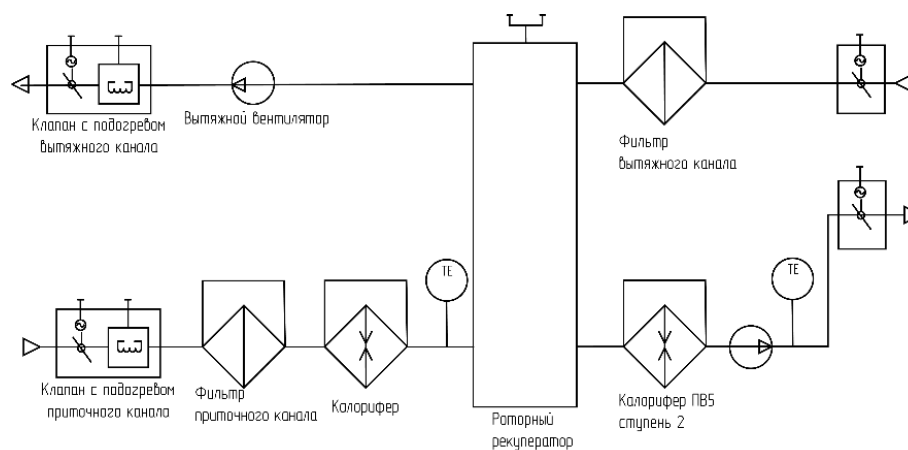 Клапан с подогревом
вытяжного канала
Вытяжной вентилятор
Фильтр
вытяжного канала
TE
TE
Клапан с подогревом
приточного канала
Фильтр
приточного канала
Калорифер
Роторный
рекуператор
Калорифер ПВ5
ступень 2